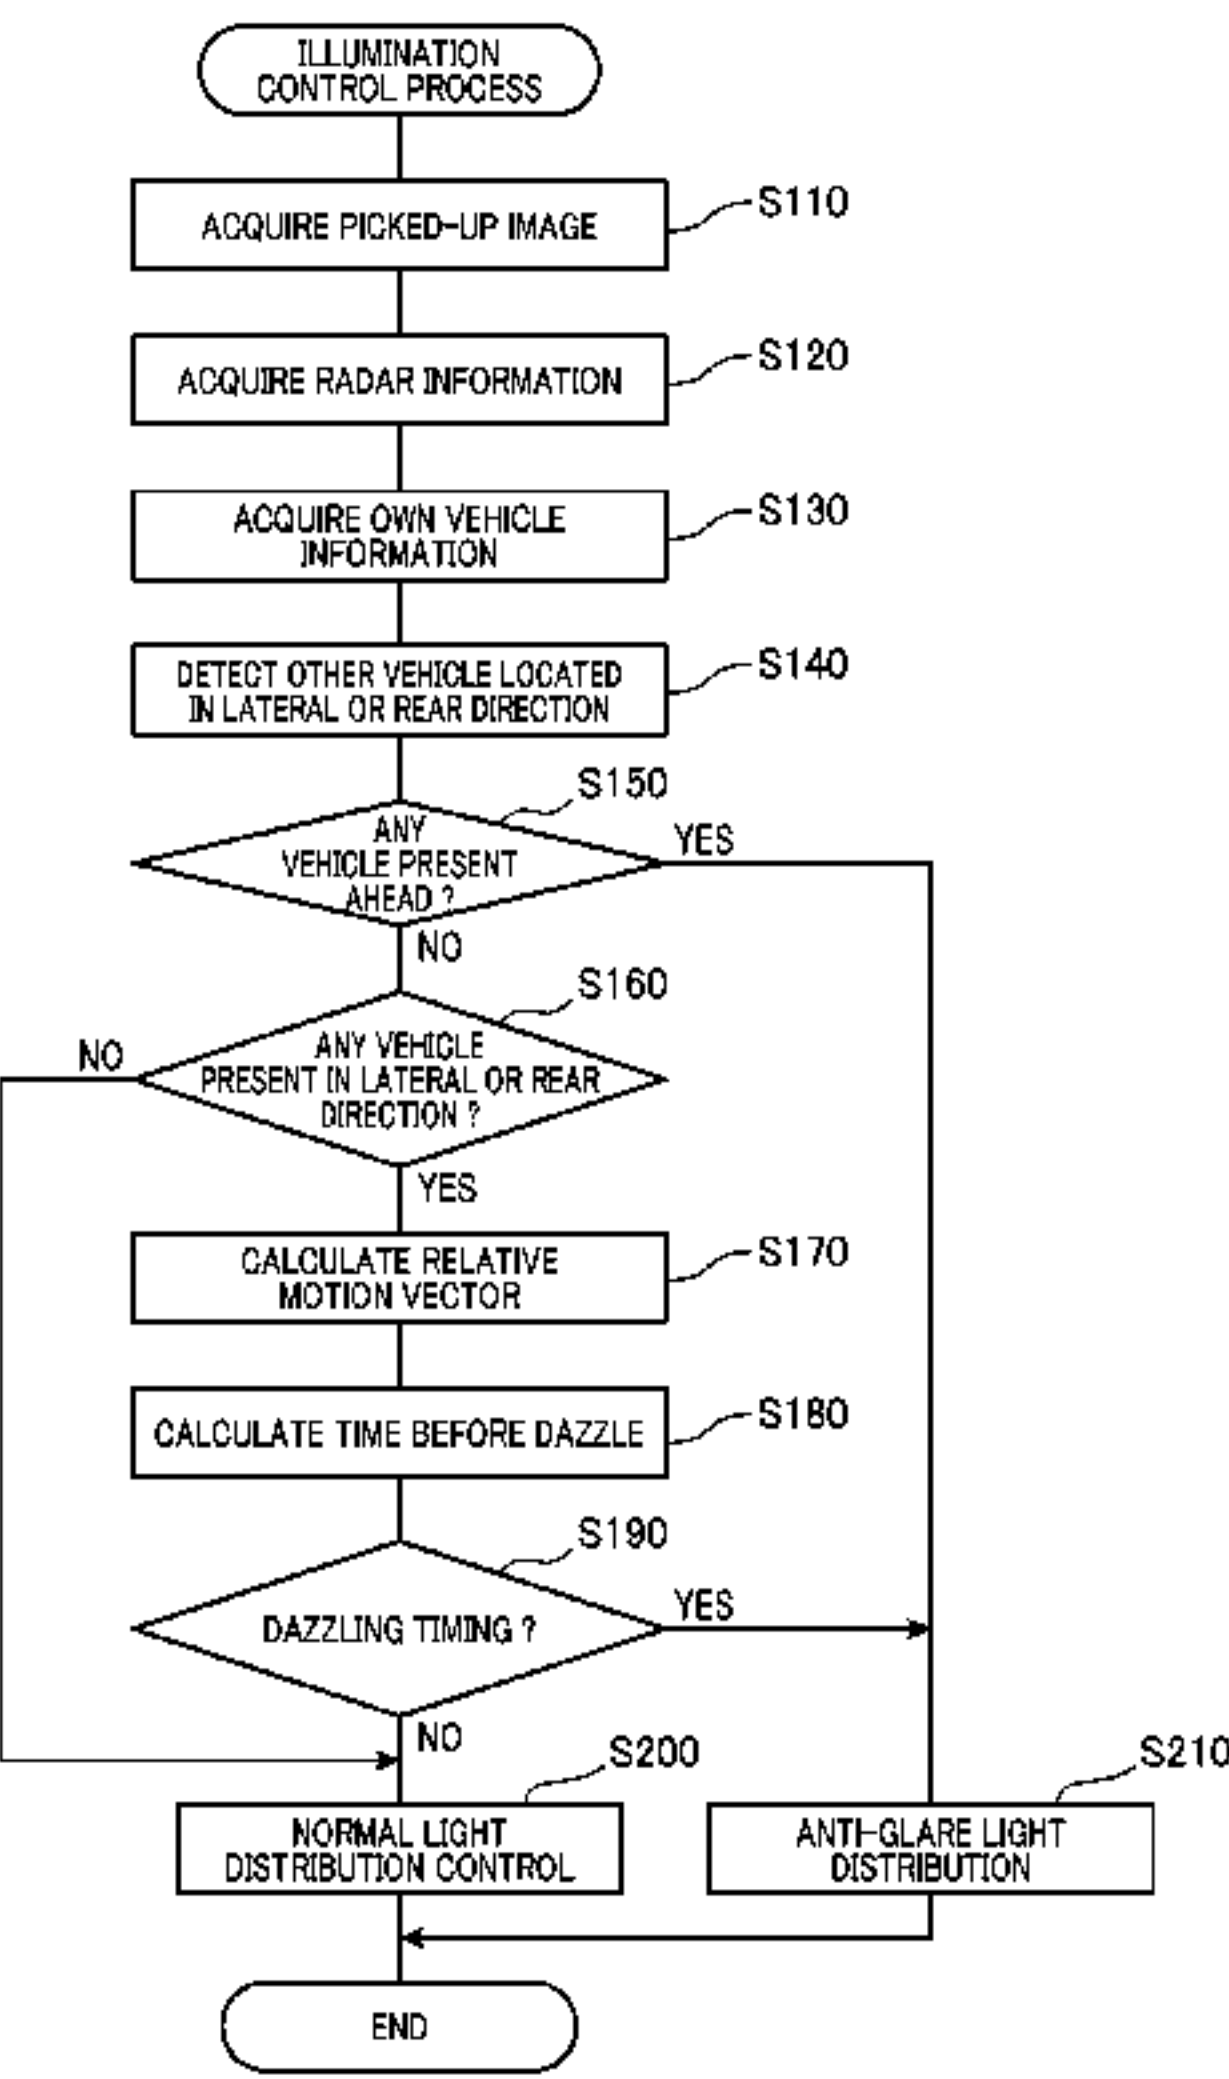 ILLUMINATION
CONTROL PROCESS
ACQUIRE PICKED-UP IMAGE
S110
ACQUIRE RADAR INFORMATION
S120
ACQUIRE OWN VEHICLE
INFORMATION
S130
DETECT OTHER VEHICLE LOCATED
IN LATERAL OR REAR DIRECTION
S140
S150
ANY
VEHICLE PRESENT
AHEAD ?
YES
NO
S160
ANY VEHICLE
PRESENT IN LATERAL OR REAR
DIRECTION ?
NO
YES
CALCULATE RELATIVE
MOTION VECTOR
S170
CALCULATE TIME BEFORE DAZZLE
S180
S190
DAZZLING TIMING ?
YES
NO
S200
NORMAL LIGHT
DISTRIBUTION CONTROL
S210
ANTI-GLARE LIGHT
DISTRIBUTION
END